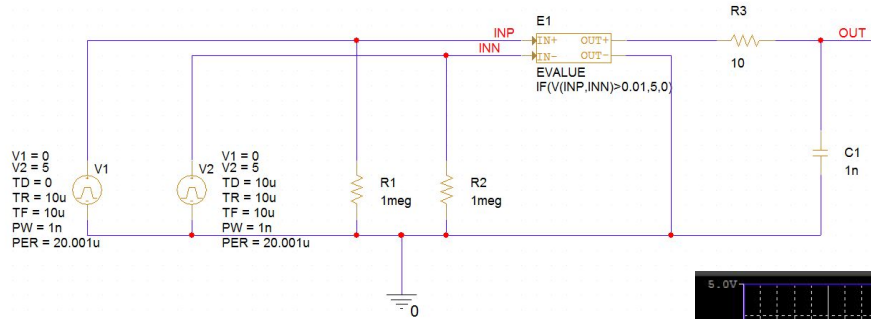 E1
R3
INP
IN+ OUT+
OUT
INN
IN- OUT-
EVALUE
10
IF(V(INP,INN)>0.01,5,0)
V1 = 0
V2 = 5
TD = 0
TR = 10u
TF = 10u
PW = 1n
PER = 20.001u
V1
V2
V1 = 0
V2 = 5
TD = 10u
TR = 10u
TF = 10u
PW = 1n
PER = 20.001u
R1
1meg
R2
1meg
C1
1n
0
5.0V